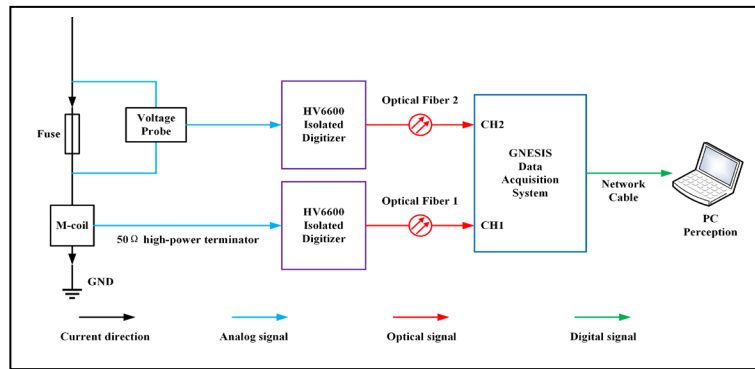 Fuse
Voltage
Probe
HV6600
Isolated
Digitizer
Optical Fiber 2
CH2
GNESIS
Data
Acquisition
System
Network
Cable
PC
Perception
M-coil
50Ω high-power terminator
HV6600
Isolated
Digitizer
Optical Fiber 1
CH1
GND
Current direction
Analog signal
Optical signal
Digital signal